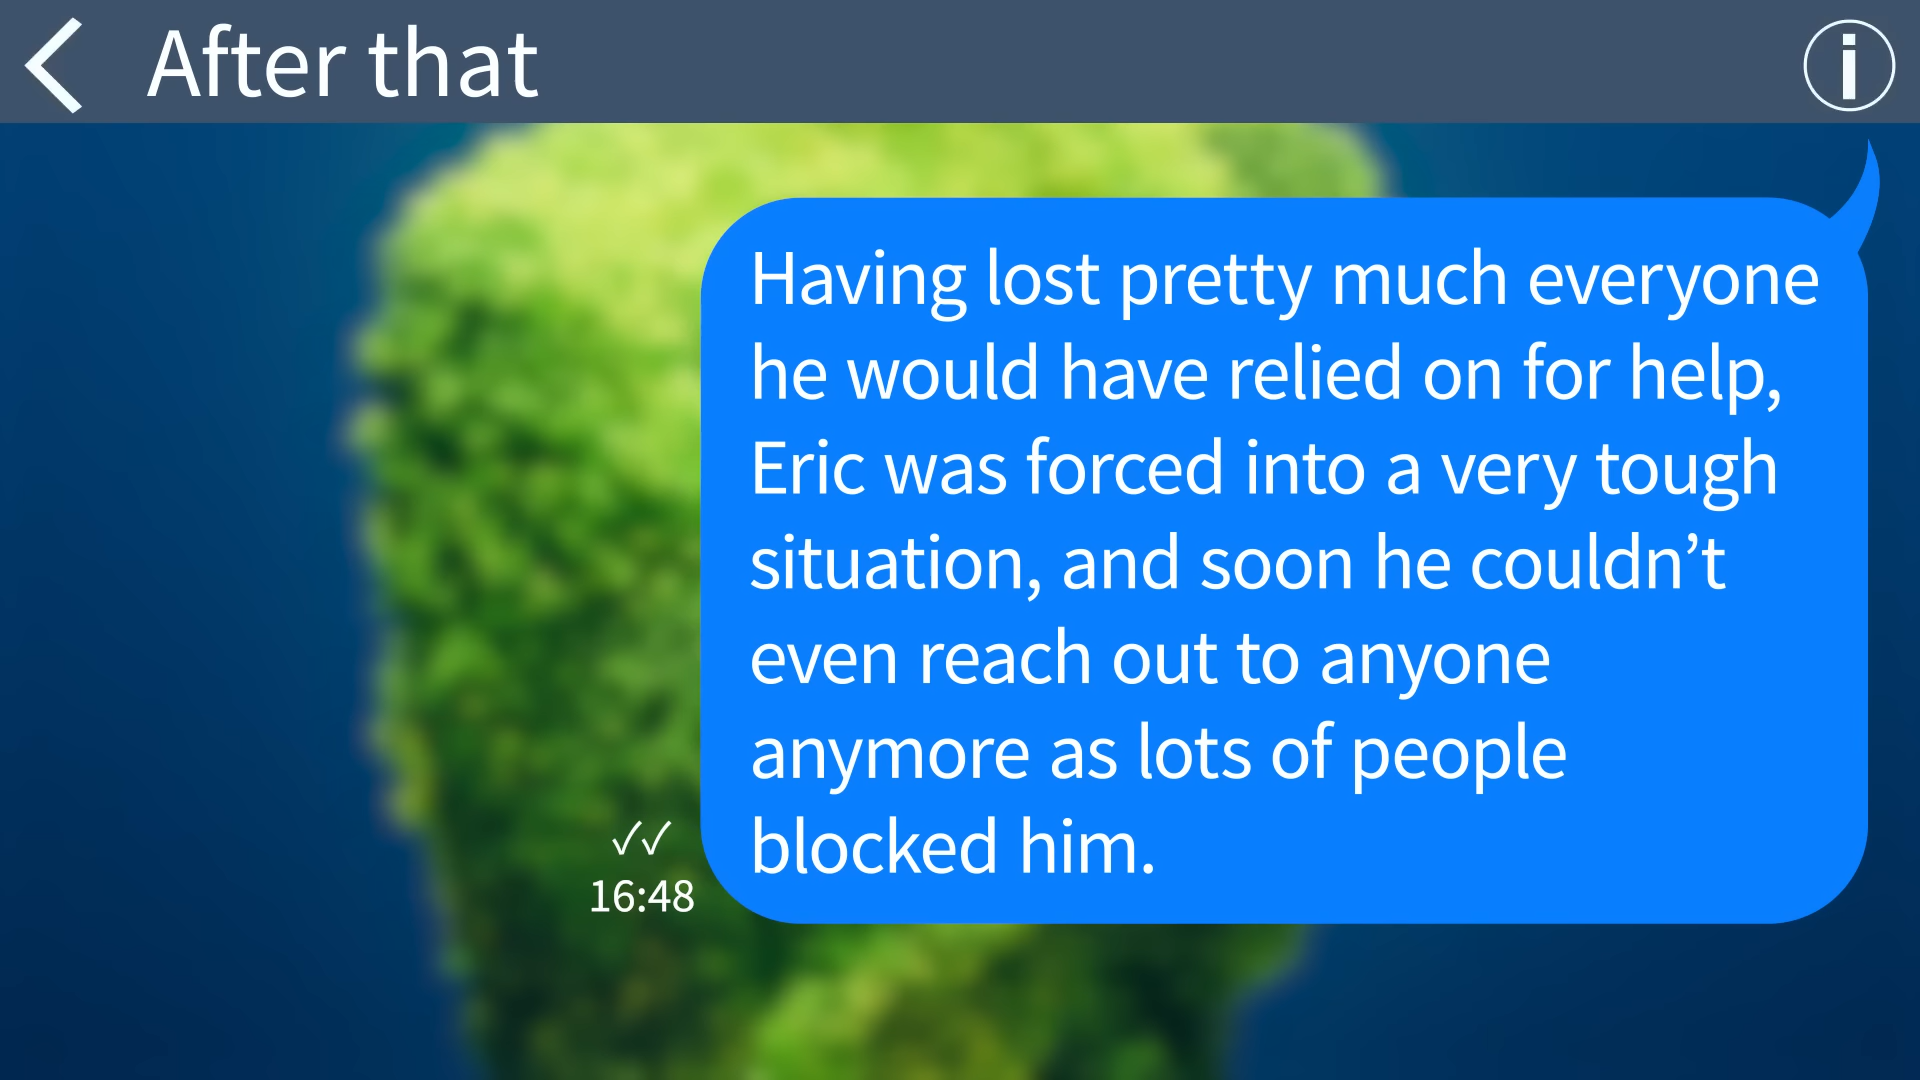 After that
Having lost pretty much everyone
he would have relied on for help,
Eric was forced into a very tough
situation, and soon he couldn’t
even reach out to anyone
anymore as lots of people
blocked him.
✓✓
16:48